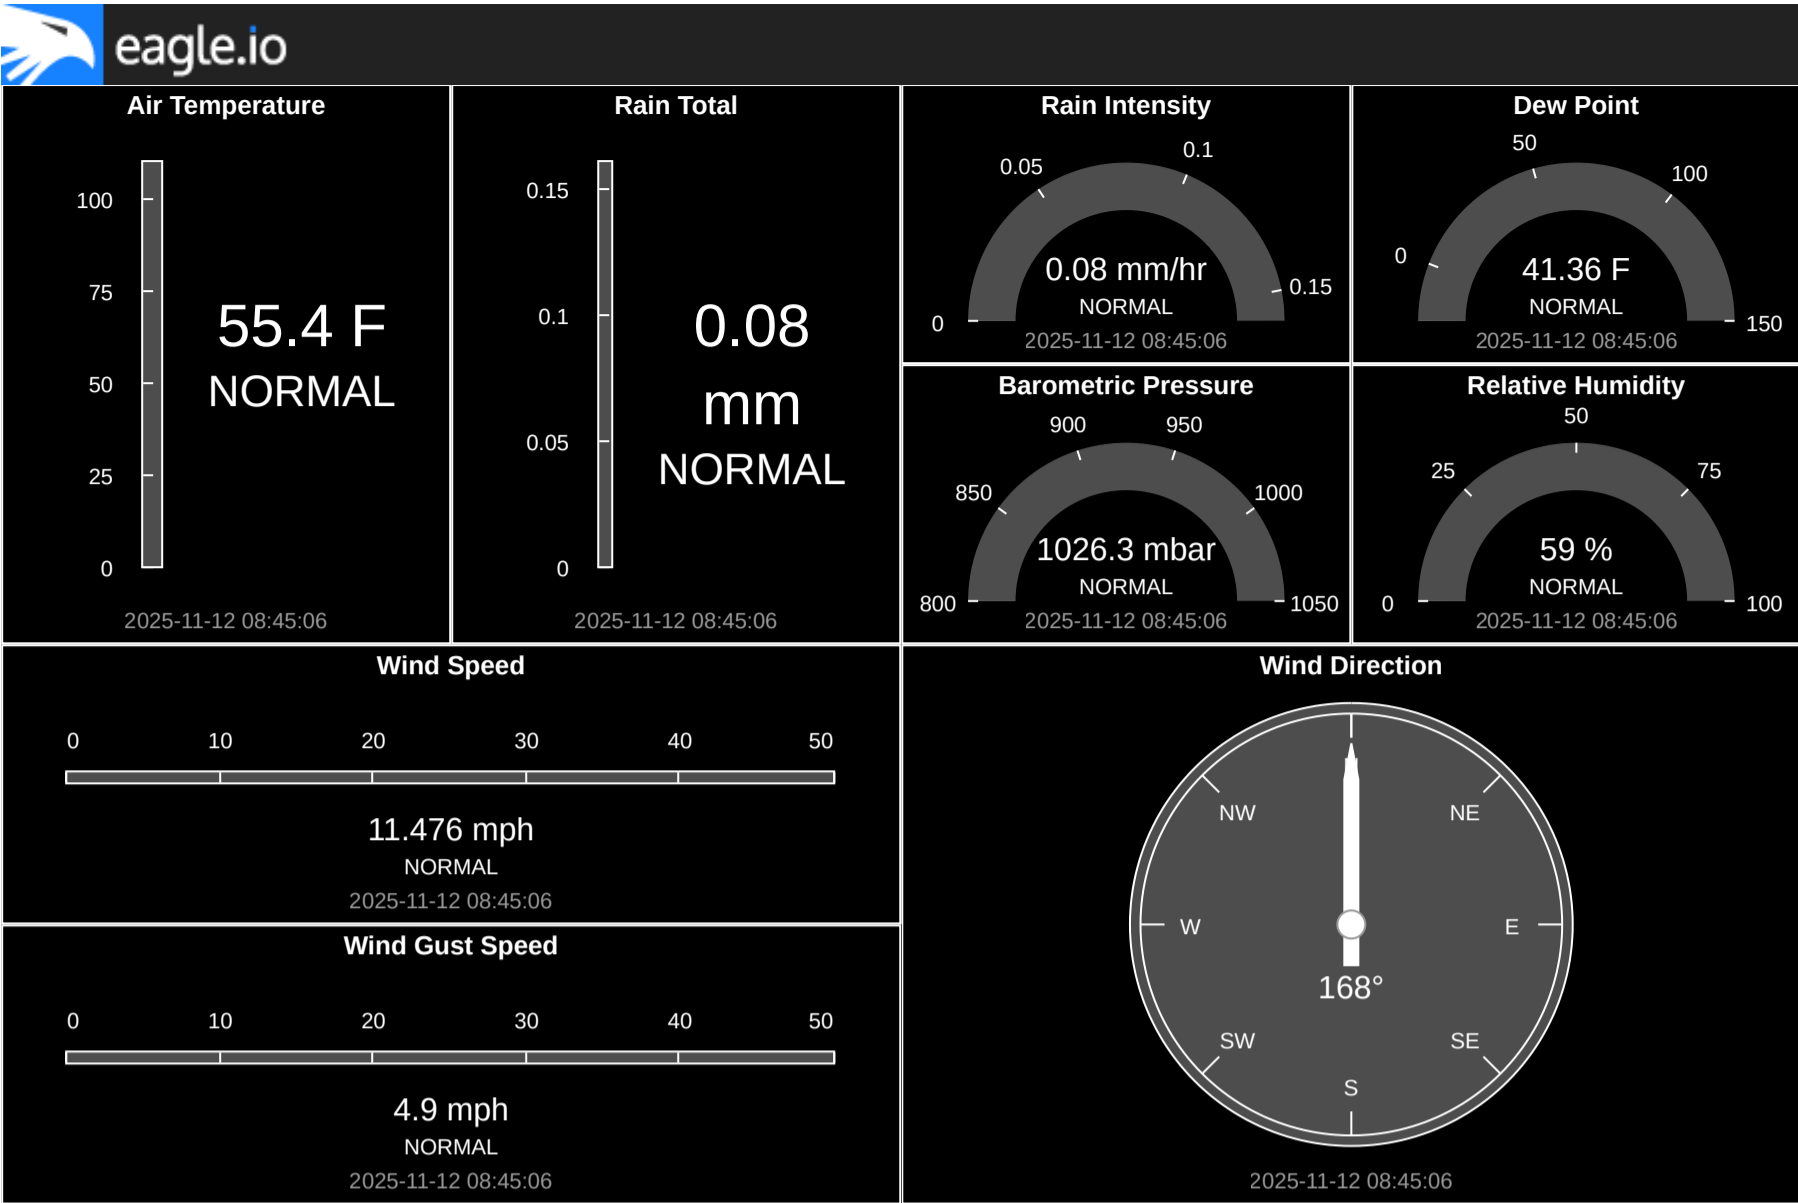 eagle.io
Air Temperature
100
75
50
25
0
55.4 F
NORMAL
2025-11-12 08:45:06
Rain Total
0.15
0.1
0.05
0
0.08
mm
NORMAL
2025-11-12 08:45:06
Rain Intensity
0
0.05
0.1
0.15
0.08 mm/hr
NORMAL
2025-11-12 08:45:06
Dew Point
0
50
100
150
41.36 F
NORMAL
2025-11-12 08:45:06
Barometric Pressure
800
850
900
950
1000
1050
1026.3 mbar
NORMAL
2025-11-12 08:45:06
Relative Humidity
0
25
50
75
100
59 %
NORMAL
2025-11-12 08:45:06
Wind Speed
0 10 20 30 40 50
11.476 mph
NORMAL
2025-11-12 08:45:06
Wind Gust Speed
0 10 20 30 40 50
4.9 mph
NORMAL
2025-11-12 08:45:06
Wind Direction
NW NE
W E
168°
SW SE
S
2025-11-12 08:45:06